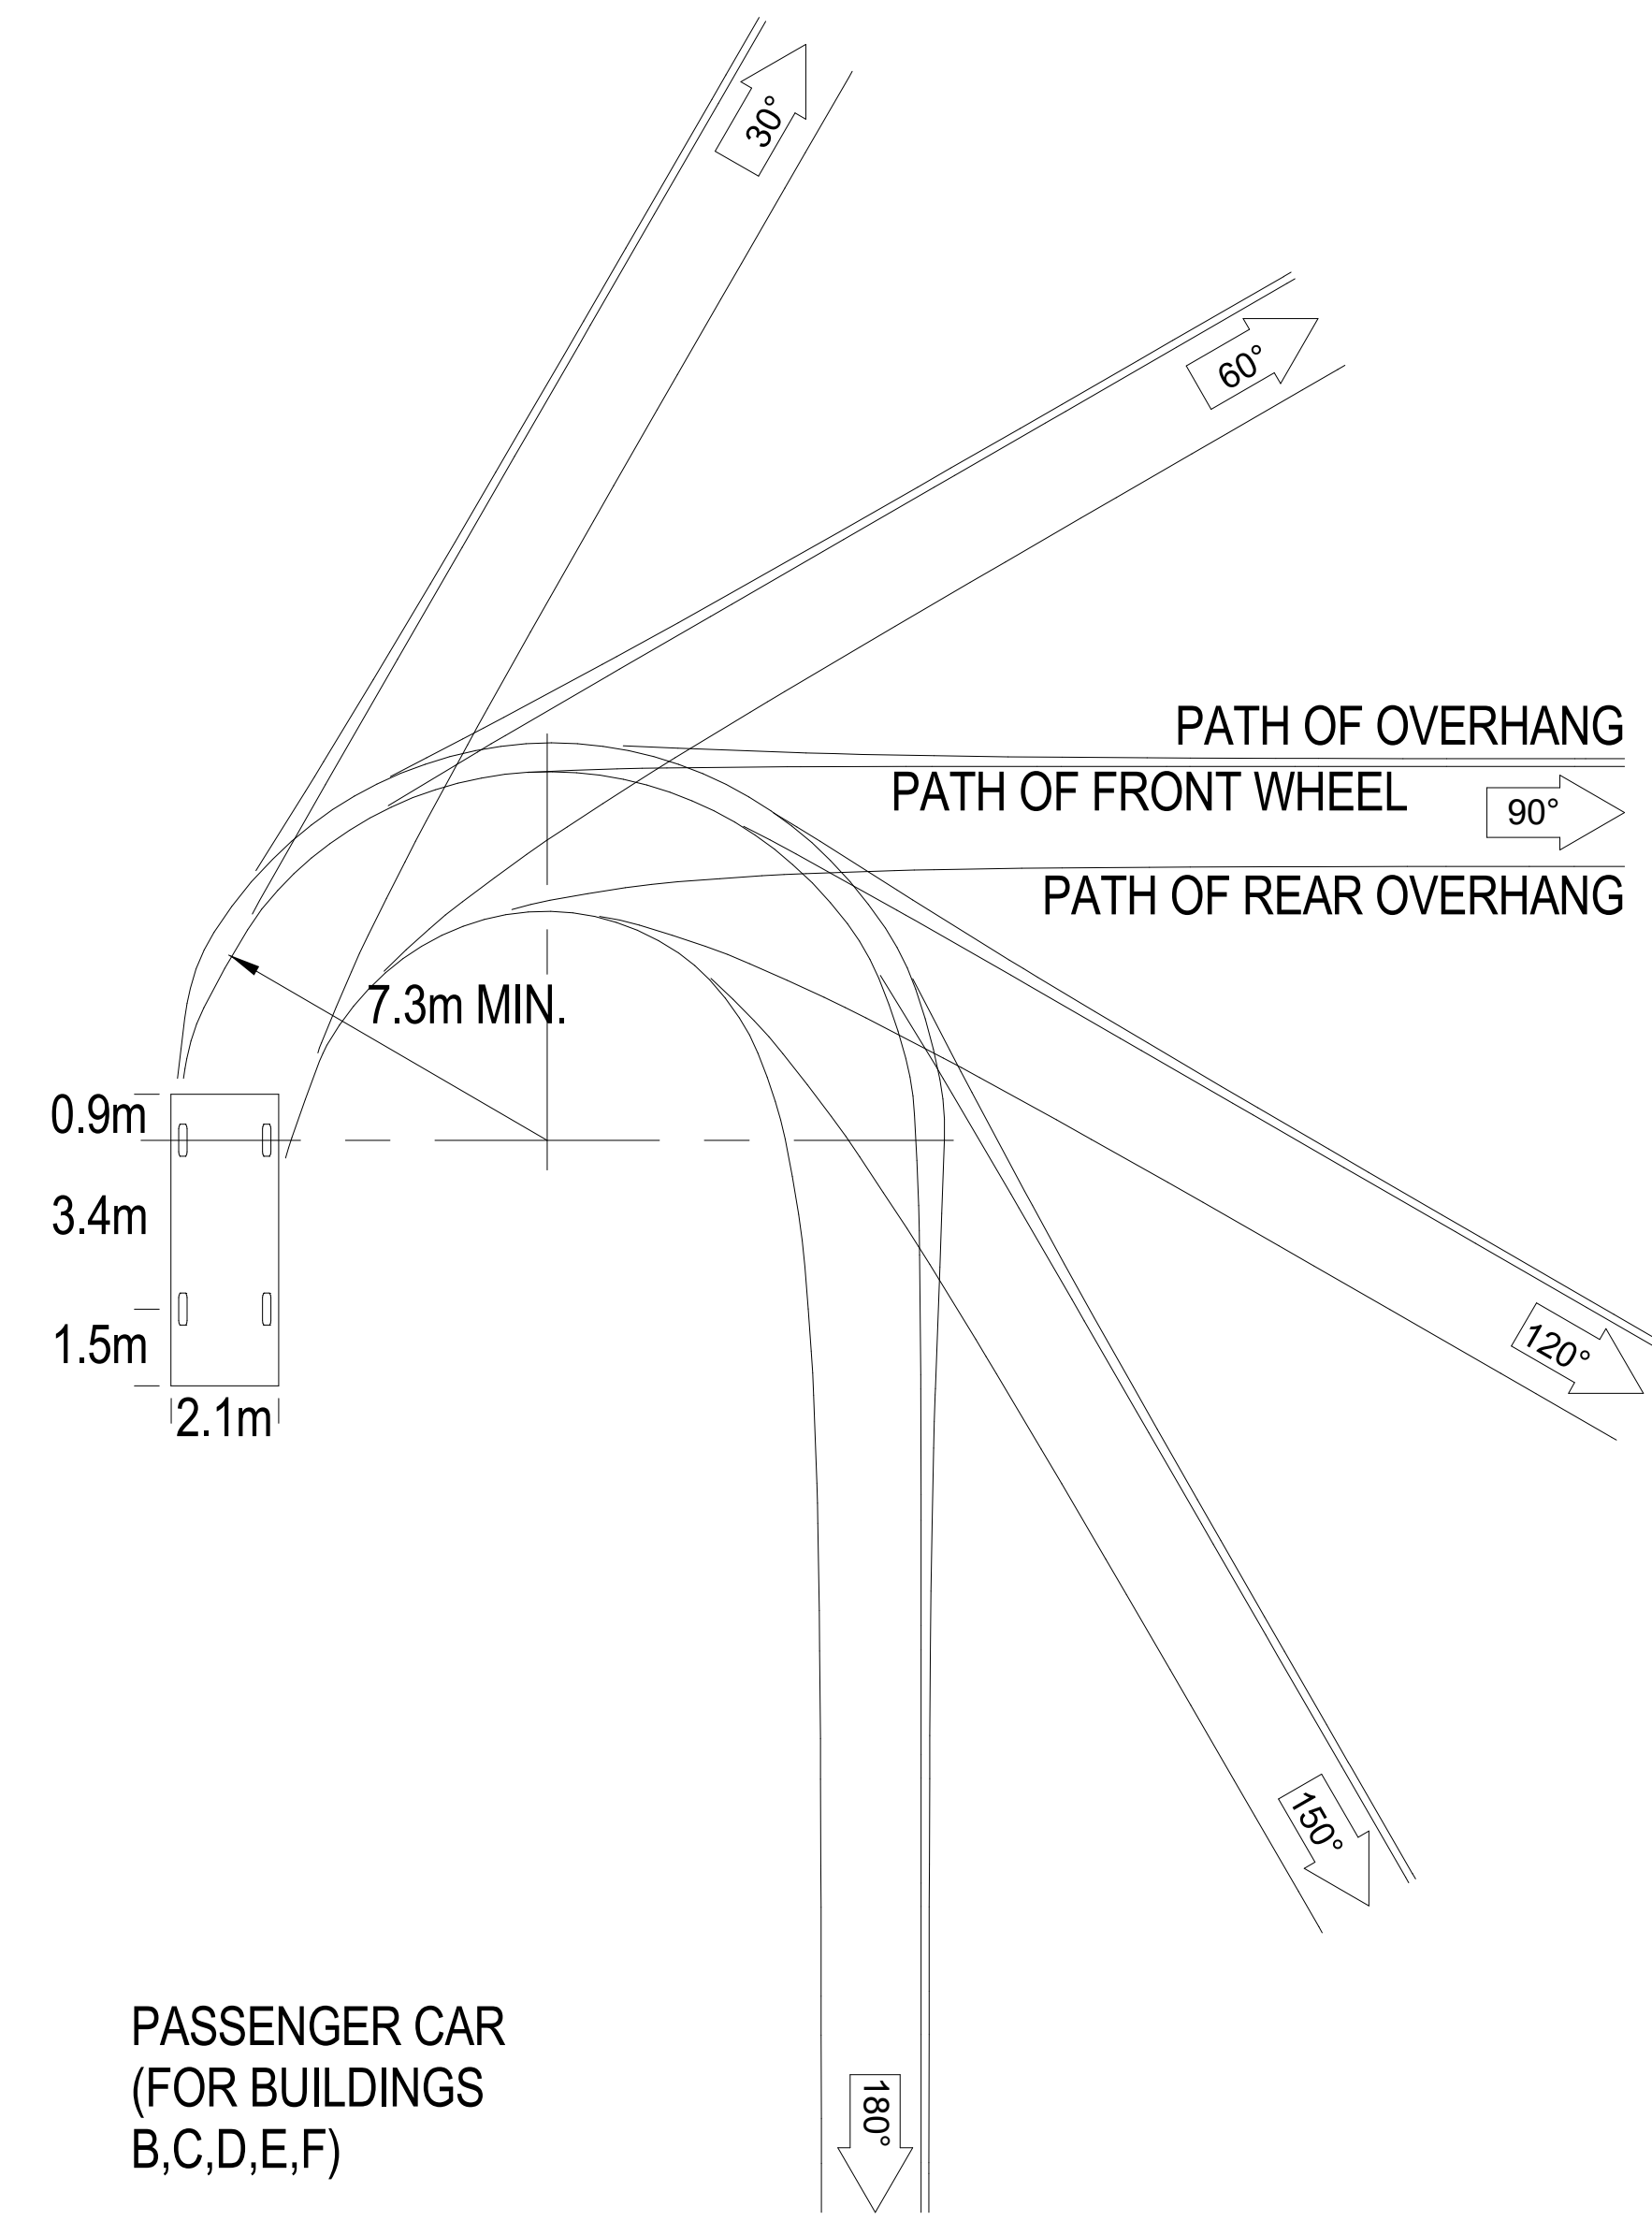 30°
60°
PATH OF OVERHANG
PATH OF FRONT WHEEL
90°
PATH OF REAR OVERHANG
7.3m MIN.
0.9m
3.4m
1.5m
2.1m
120°
150°
180°
PASSENGER CAR
(FOR BUILDINGS
B,C,D,E,F)